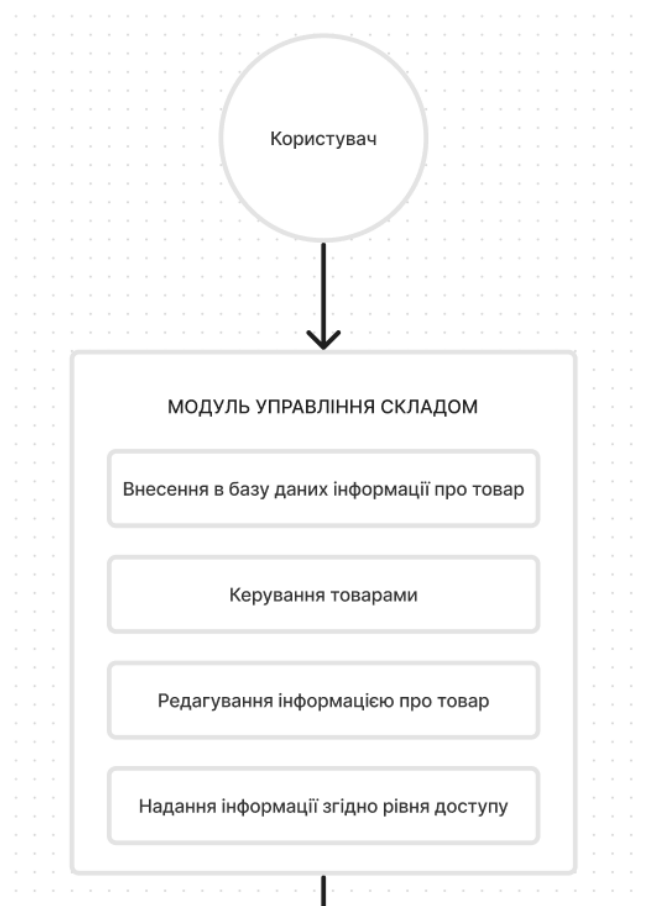 Користувач
МОДУЛЬ УПРАВЛІННЯ СКЛАДОМ
Внесення в базу даних інформації про товар
Керування товарами
Редагування інформацією про товар
Надання інформації згідно рівня доступу